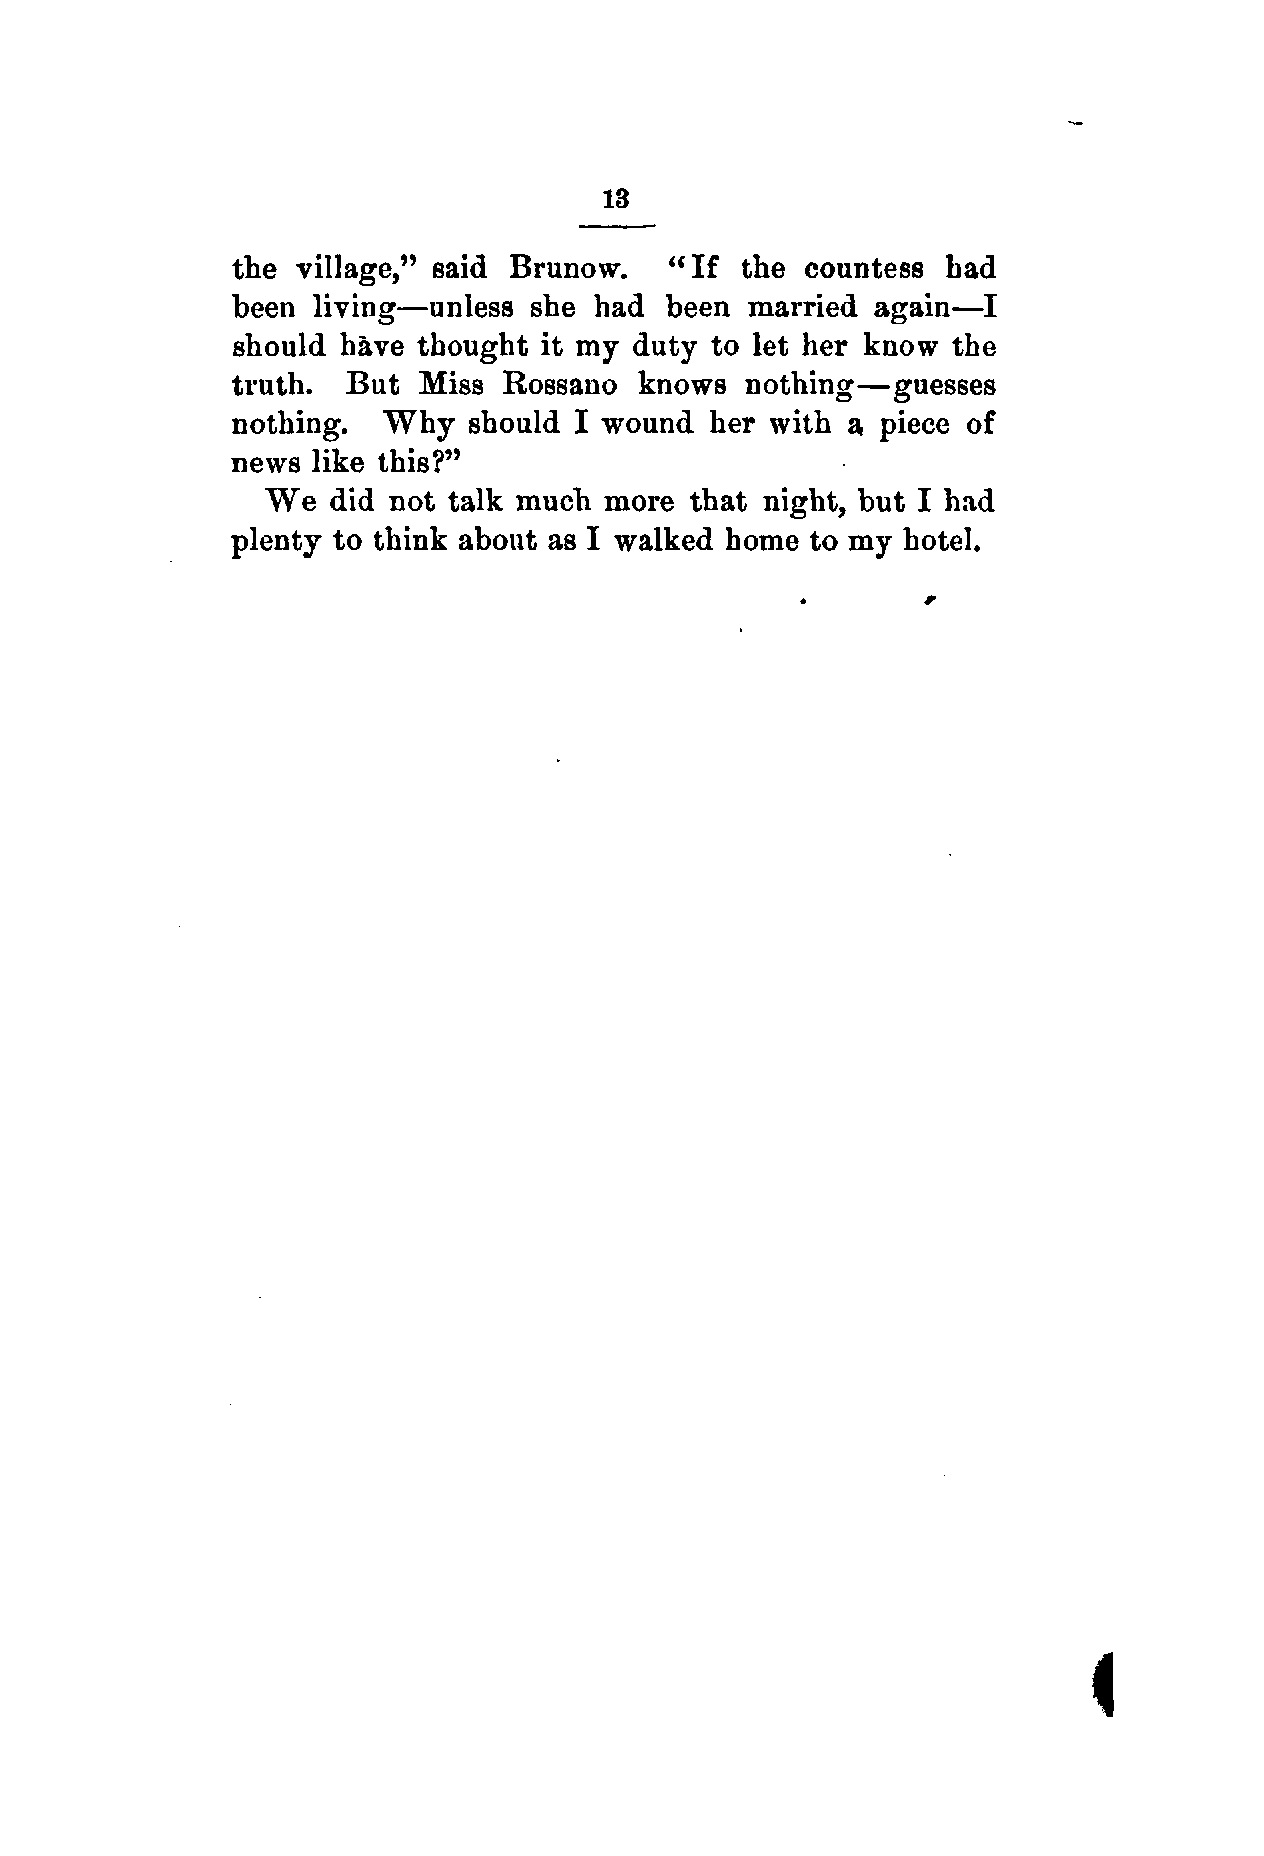 13
the village,” said Brunow. “If the countess had
been living—unless she had been married again—I
should have thought it my duty to let her know the
truth. But Miss Rossano knows nothing—guesses
nothing. Why should I wound her with a piece of
news like this?”
We did not talk much more that night, but I had
plenty to think about as I walked home to my hotel.